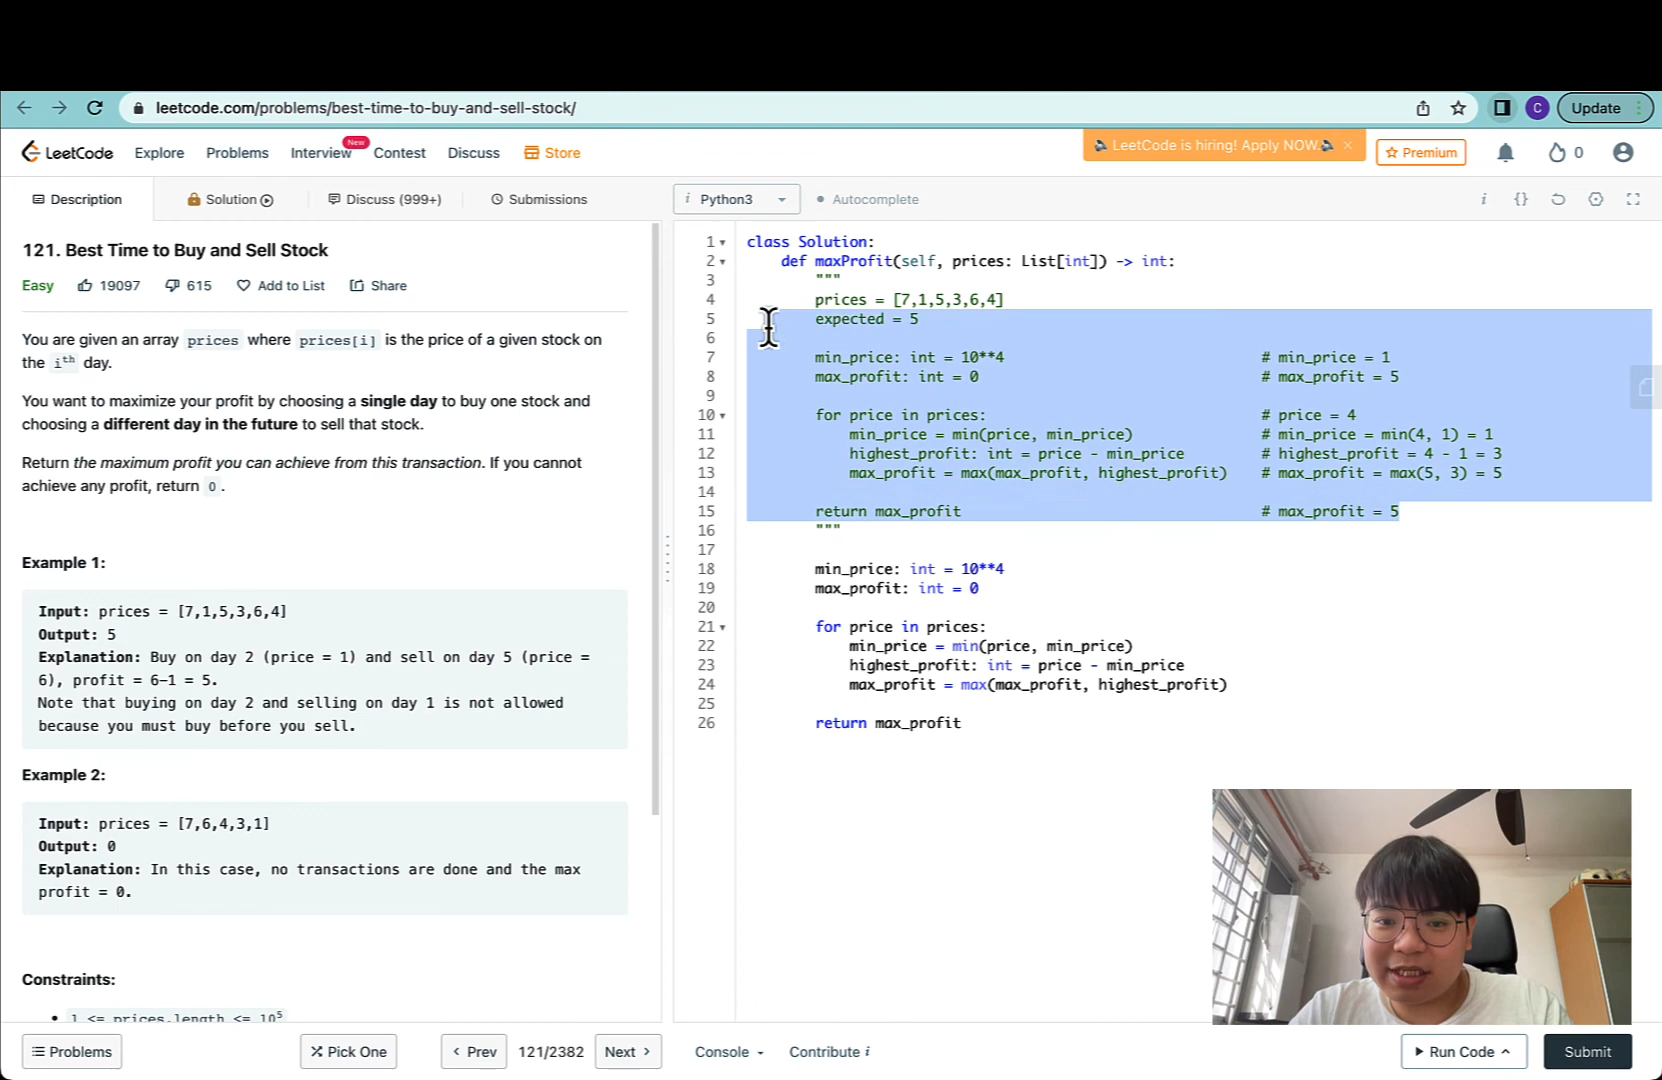 leetcode.com/problems/best-time-to-buy-and-sell-stock/
C
Update
LeetCode
Explore
Problems
Interview
New
Contest
Discuss
Store
LeetCode is hiring! Apply NOW.
×
Premium
0
Description
Solution
Discuss (999+)
Submissions
i Python3
Autocomplete
i
{}
121. Best Time to Buy and Sell Stock
Easy
19097
615
Add to List
Share
You are given an array prices where prices[i] is the price of a given stock on
the ith day.
You want to maximize your profit by choosing a single day to buy one stock and
choosing a different day in the future to sell that stock.
Return the maximum profit you can achieve from this transaction. If you cannot
achieve any profit, return 0.
Example 1:
Input: prices = [7,1,5,3,6,4]
Output: 5
Explanation: Buy on day 2 (price = 1) and sell on day 5 (price =
6), profit = 6-1 = 5.
Note that buying on day 2 and selling on day 1 is not allowed
because you must buy before you sell.
Example 2:
Input: prices = [7,6,4,3,1]
Output: 0
Explanation: In this case, no transactions are done and the max
profit = 0.
Constraints:
• 1 <= prices.length <= 10⁵
1 class Solution:
2 def maxProfit(self, prices: List[int]) -> int:
3 """
4 prices = [7,1,5,3,6,4]
5 expected = 5
6
7 min_price: int = 10**4 # min_price = 1
8 max_profit: int = 0 # max_profit = 5
9
10 for price in prices: # price = 4
11 min_price = min(price, min_price) # min_price = min(4, 1) = 1
12 highest_profit: int = price - min_price # highest_profit = 4 - 1 = 3
13 max_profit = max(max_profit, highest_profit) # max_profit = max(5, 3) = 5
14
15 return max_profit # max_profit = 5
16 """
17
18 min_price: int = 10**4
19 max_profit: int = 0
20
21 for price in prices:
22 min_price = min(price, min_price)
23 highest_profit: int = price - min_price
24 max_profit = max(max_profit, highest_profit)
25
26 return max_profit
Problems
Pick One
Prev
121/2382
Next
Console
Contribute i
Run Code
Submit